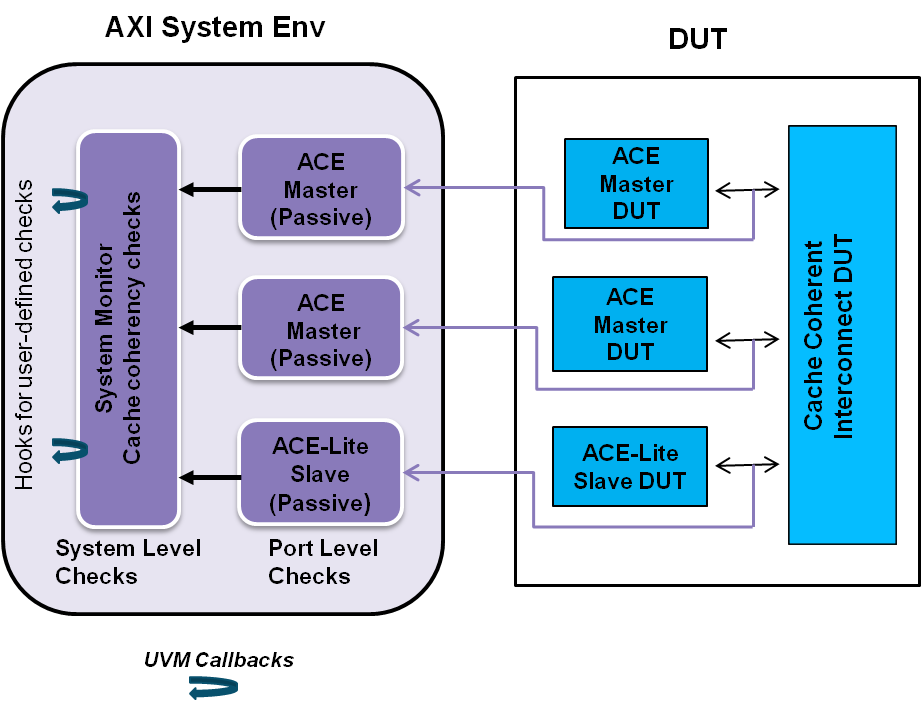 AXI System Env
DUT
Hooks for user-defined checks
System Monitor
Cache coherency checks
ACE
Master
(Passive)
ACE
Master
(Passive)
ACE-Lite
Slave
(Passive)
System Level
Checks
Port Level
Checks
ACE
Master
DUT
ACE
Master
DUT
ACE-Lite
Slave DUT
Cache Coherent
Interconnect DUT
UVM Callbacks